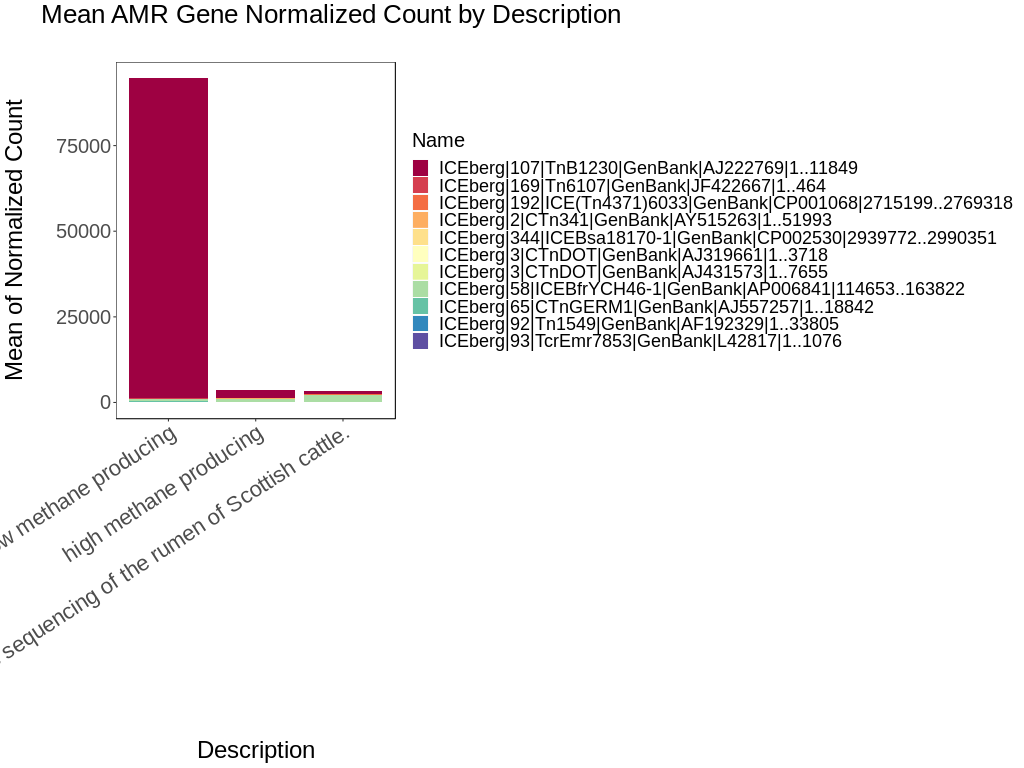 Mean AMR Gene Normalized Count by Description
Mean of Normalized Count
75000
50000
25000
0
methane producing
high methane producing
sequencing of the rumen of Scottish cattle.
Description
Name
ICEberg|107|TnB1230|GenBank|AJ222769|1..11849
ICEberg|169|Tn6107|GenBank|JF422667|1..464
ICEberg|192|ICE(Tn4371)6033|GenBank|CP001068|2715199..2769318
ICEberg|2|CTn341|GenBank|AY515263|1..51993
ICEberg|344|ICEBsa18170-1|GenBank|CP002530|2939772..2990351
ICEberg|3|CTnDOT|GenBank|AJ319661|1..3718
ICEberg|3|CTnDOT|GenBank|AJ431573|1..7655
ICEberg|58|ICEBfrYCH46-1|GenBank|AP006841|114653..163822
ICEberg|65|CTnGERM1|GenBank|AJ557257|1..18842
ICEberg|92|Tn1549|GenBank|AF192329|1..33805
ICEberg|93|TcrEmr7853|GenBank|L42817|1..1076